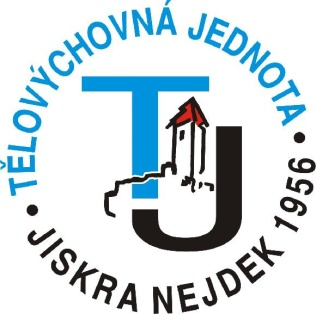 TĚLOVÝCHOVNÁ JEDNOTA
TJ
• JISKRA NEJDEK 1956 •